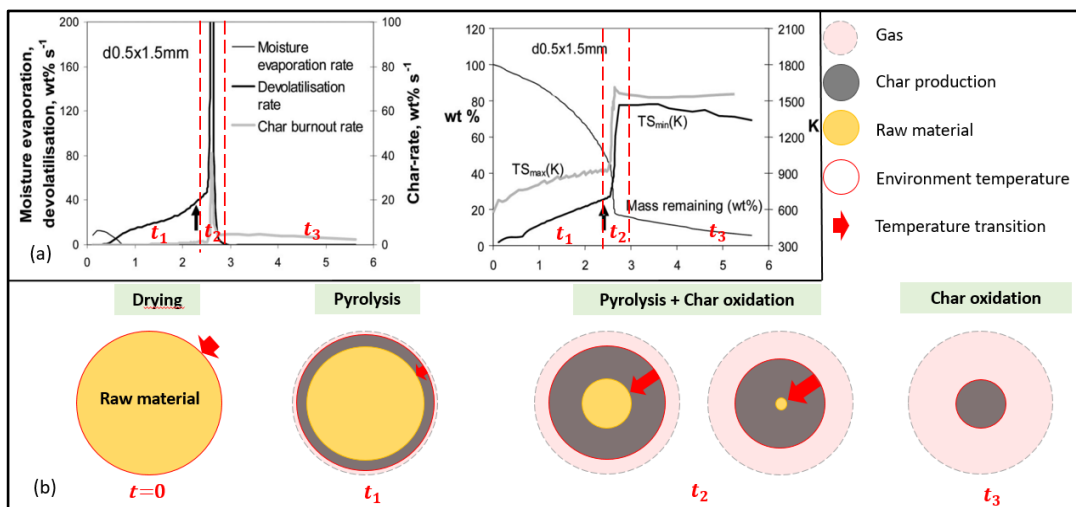 Moisture evaporation,
devolatilisation, wt% s⁻¹
200
160
120
80
40
0
d0.5x1.5mm
Moisture
evaporation rate
Devolatilisation
rate
Char burnout rate
100
80
60
40
20
0
Char-rate, wt% s⁻¹
t₁
t₂
t₃
0 1 2 3 4 5 6
(a)
120
100
80
wt %
60
40
20
0
d0.5x1.5mm
TSmax(K)
TSmin(K)
Mass remaining (wt%)
2100
1800
1500
K
1200
900
600
300
t₁
t₂
t₃
0 1 2 3 4 5 6
Gas
Char production
Raw material
Environment temperature
Temperature transition
Drying
Pyrolysis
Pyrolysis + Char oxidation
Char oxidation
Raw material
(b)
t=0
t₁
t₂
t₃